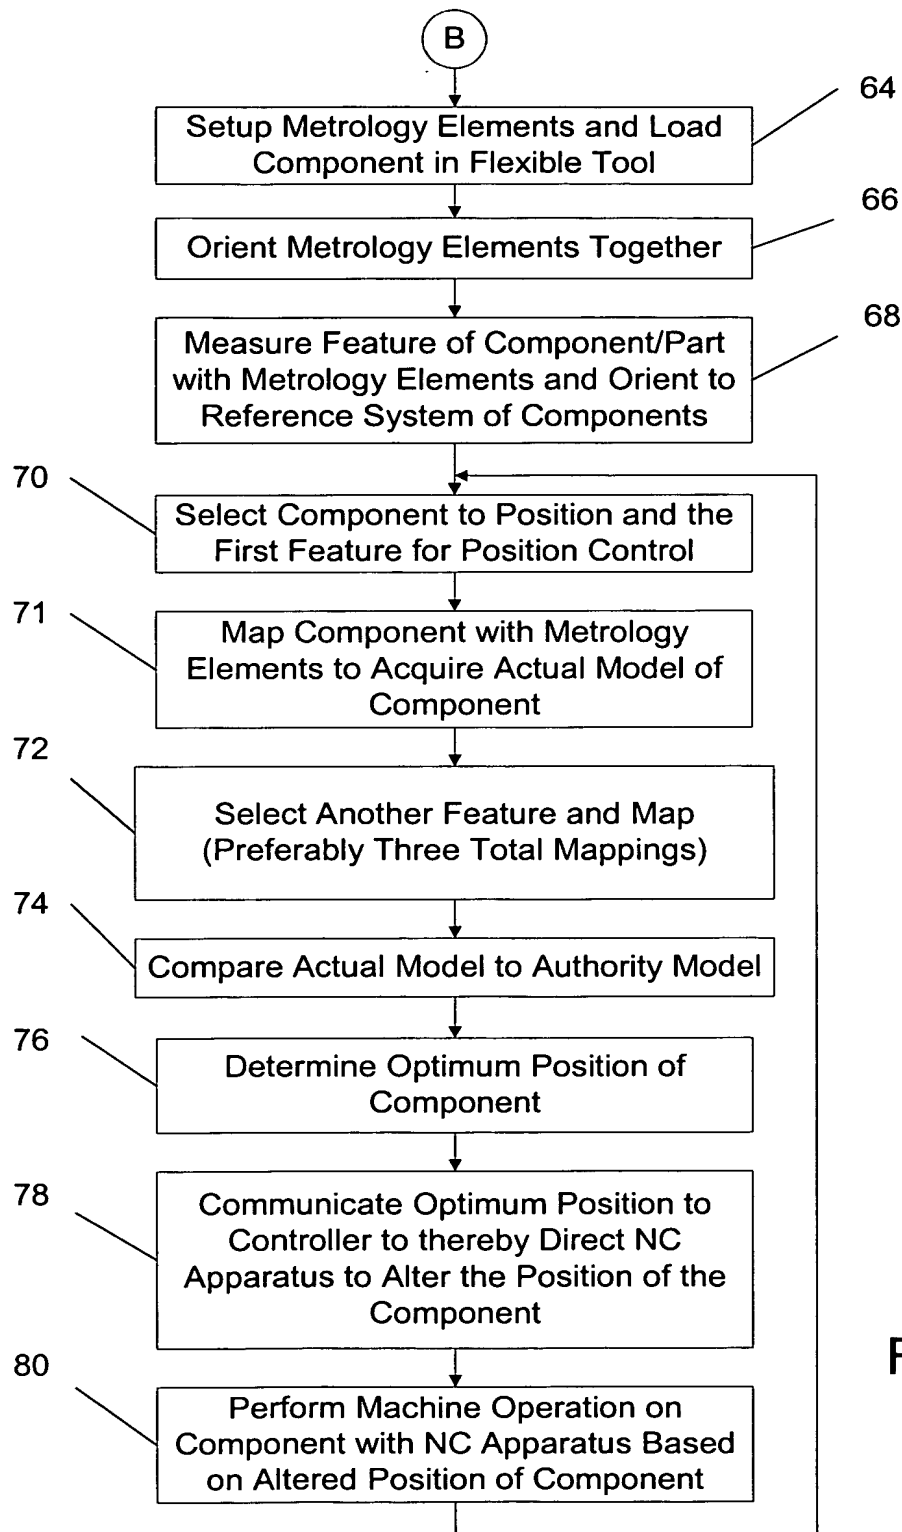 B
64
Setup Metrology Elements and Load
Component in Flexible Tool
66
Orient Metrology Elements Together
68
Measure Feature of Component/Part
with Metrology Elements and Orient to
Reference System of Components
70
Select Component to Position and the
First Feature for Position Control
71
Map Component with Metrology
Elements to Acquire Actual Model of
Component
72
Select Another Feature and Map
(Preferably Three Total Mappings)
74
Compare Actual Model to Authority Model
76
Determine Optimum Position of
Component
78
Communicate Optimum Position to
Controller to thereby Direct NC
Apparatus to Alter the Position of the
Component
80
Perform Machine Operation on
Component with NC Apparatus Based
on Altered Position of Component